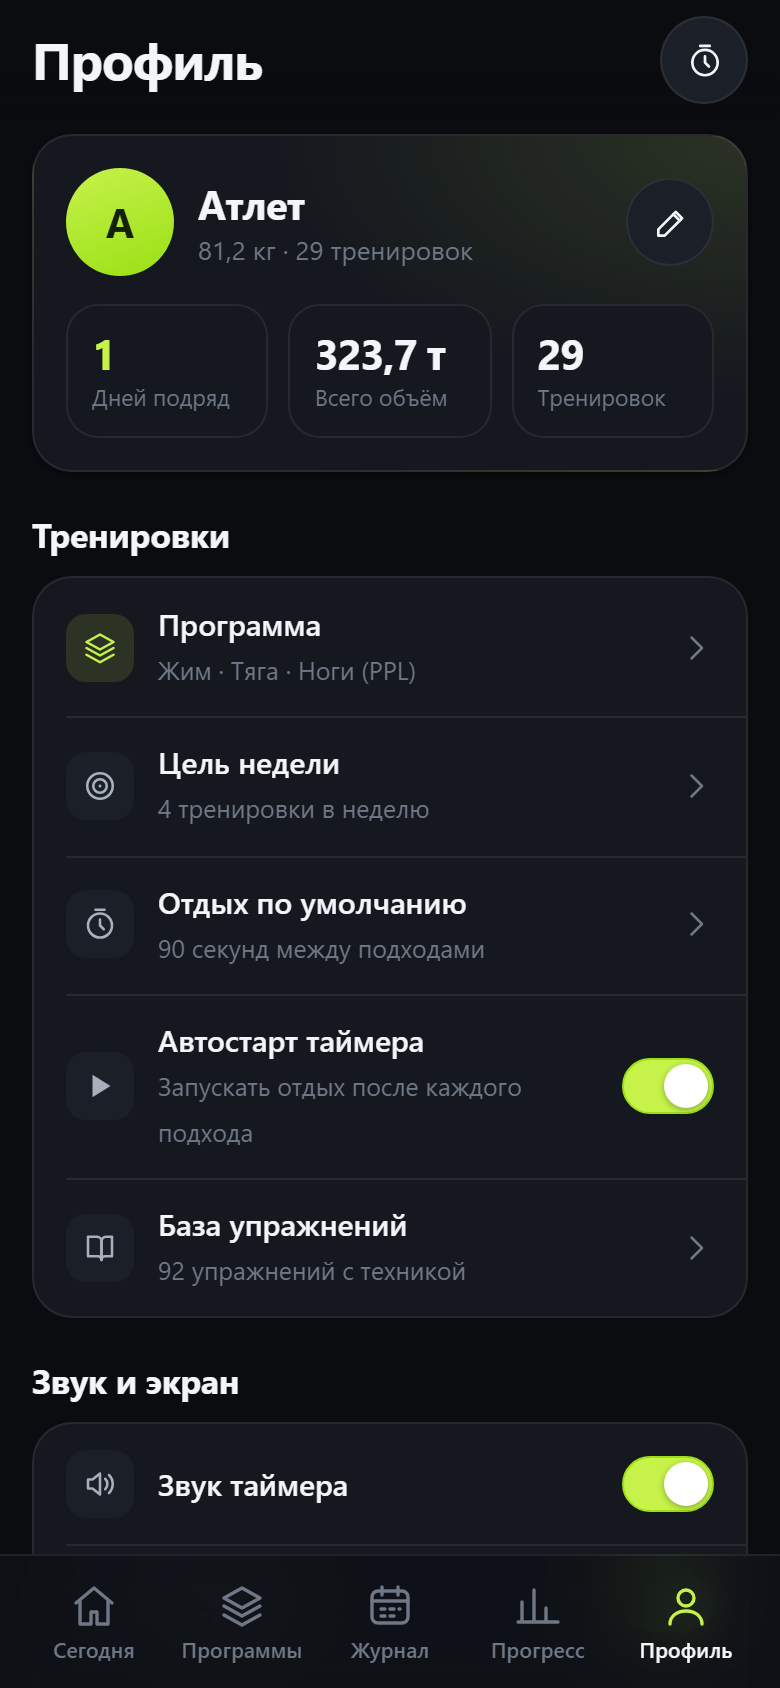 Профиль
А
Атлет
81,2 кг · 29 тренировок
1
Дней подряд
323,7 т
Всего объём
29
Тренировок
Тренировки
Программа
Жим · Тяга · Ноги (PPL)
Цель недели
4 тренировки в неделю
Отдых по умолчанию
90 секунд между подходами
Автостарт таймера
Запускать отдых после каждого
подхода
База упражнений
92 упражнений с техникой
Звук и экран
Звук таймера
Сегодня
Программы
Журнал
Прогресс
Профиль